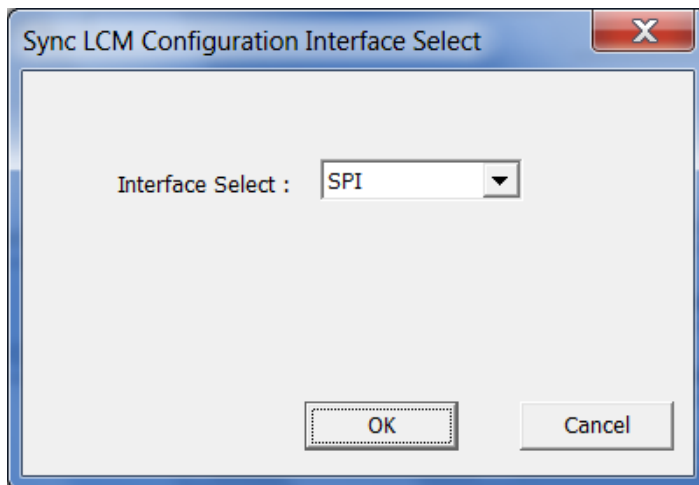 Sync LCM Configuration Interface Select
X
Interface Select :
SPI
OK
Cancel